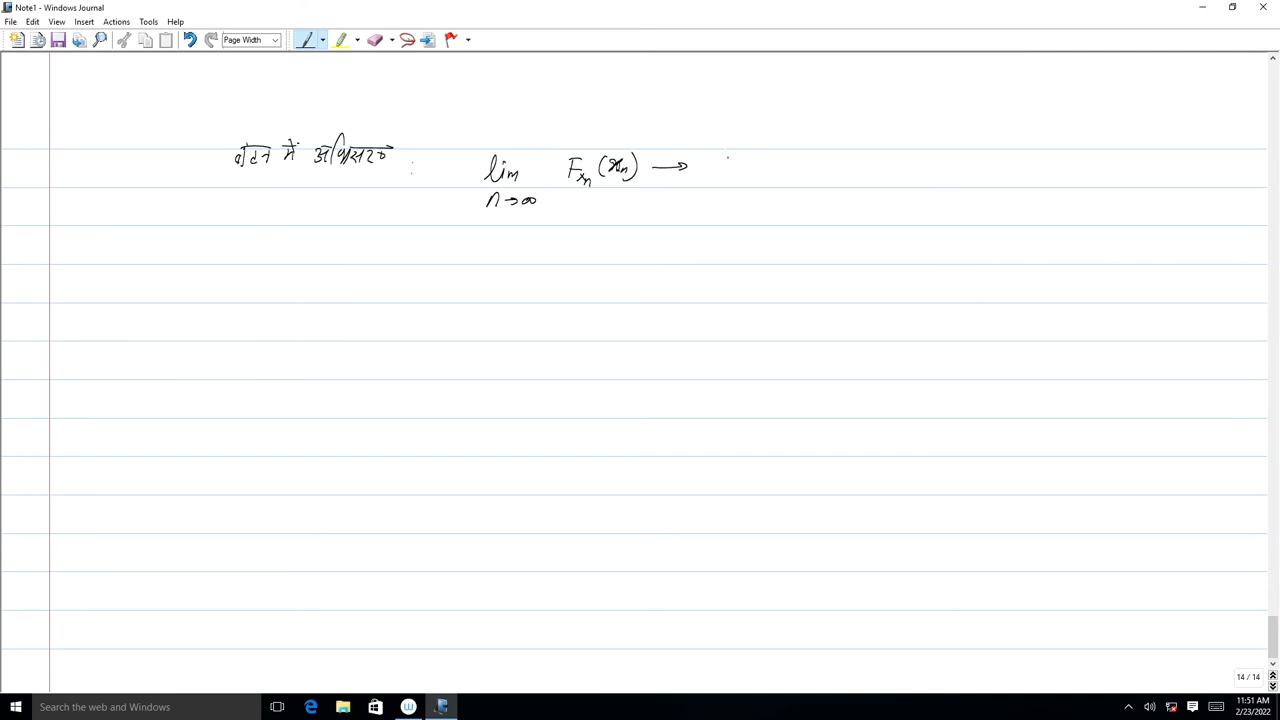 Note1 - Windows Journal
File Edit View Insert Actions Tools Help
Page Width
बंटन में अभिसरण : lim F_{X_n}(x_n) →
n→∞
14 / 14
Search the web and Windows
11:51 AM
2/23/2022